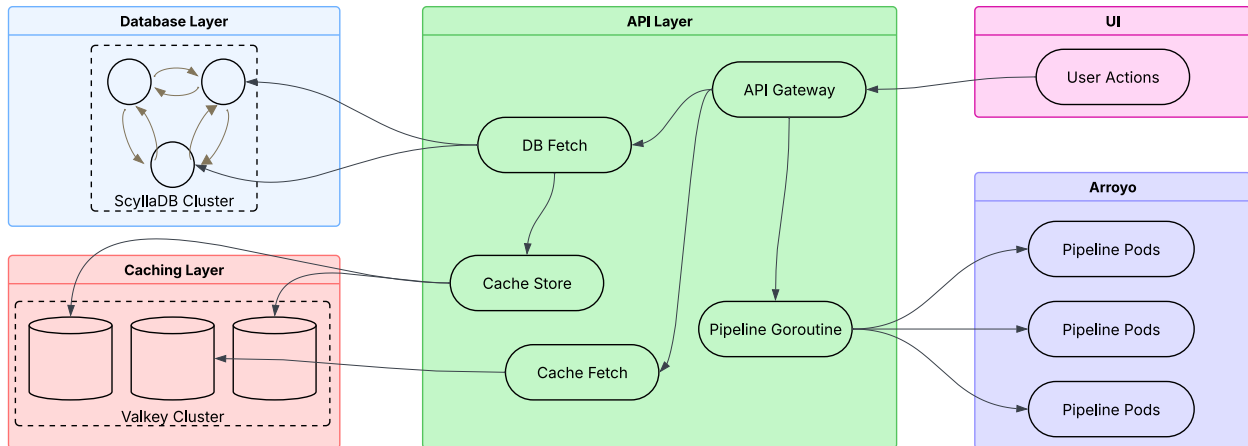 Database Layer
ScyllaDB Cluster
Caching Layer
Valkey Cluster
API Layer
API Gateway
DB Fetch
Cache Store
Pipeline Goroutine
Cache Fetch
UI
User Actions
Arroyo
Pipeline Pods
Pipeline Pods
Pipeline Pods